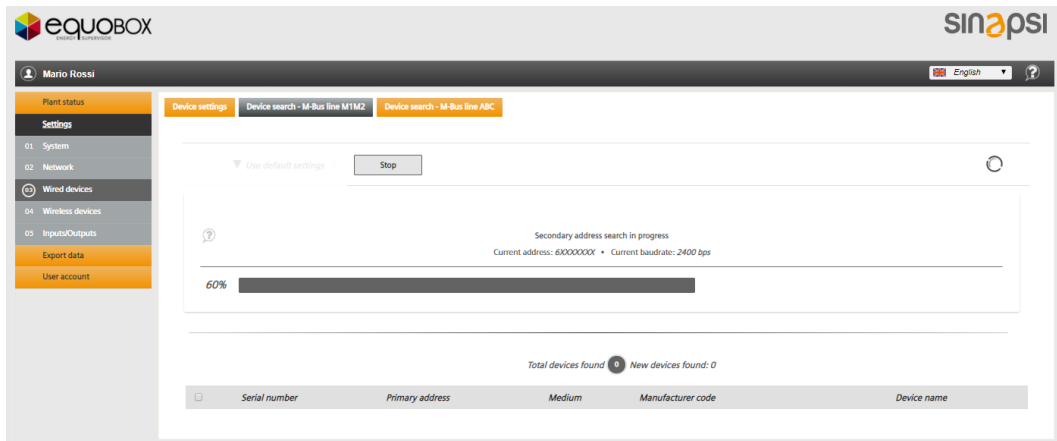 equoBOX
ENERGY SUPERVISOR
sinapsi
Mario Rossi
English
Plant status
Settings
01 System
02 Network
03 Wired devices
04 Wireless devices
05 Inputs/Outputs
Export data
User account
Device settings
Device search - M-Bus line M1M2
Device search - M-Bus line ABC
Use default settings
Stop
Secondary address search in progress
Current address: 6XXXXXXX • Current baudrate: 2400 bps
60%
Total devices found 0 New devices found: 0
Serial number Primary address Medium Manufacturer code Device name